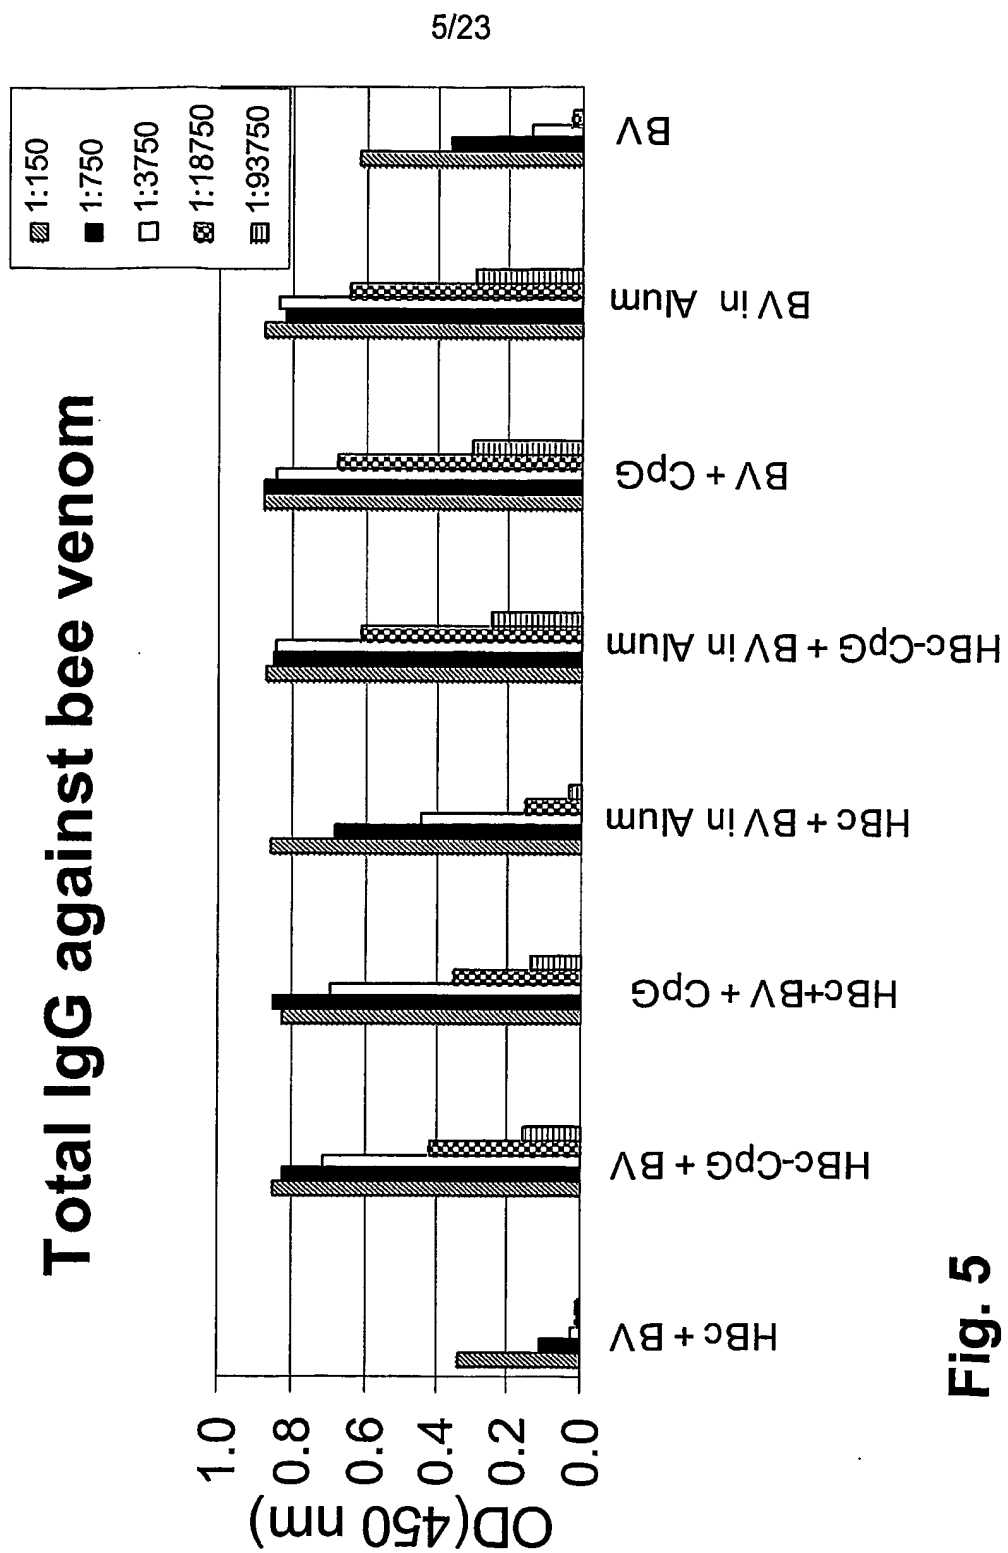 5/23
Total IgG against bee venom
1:150
1:750
1:3750
1:18750
1:93750
OD(450 nm)
1.0
0.8
0.6
0.4
0.2
0.0
HBc + BV
HBc-CpG + BV
HBc+BV + CpG
HBc + BV in Alum
HBc-CpG + BV in Alum
BV + CpG
BV in Alum
BV
Fig. 5